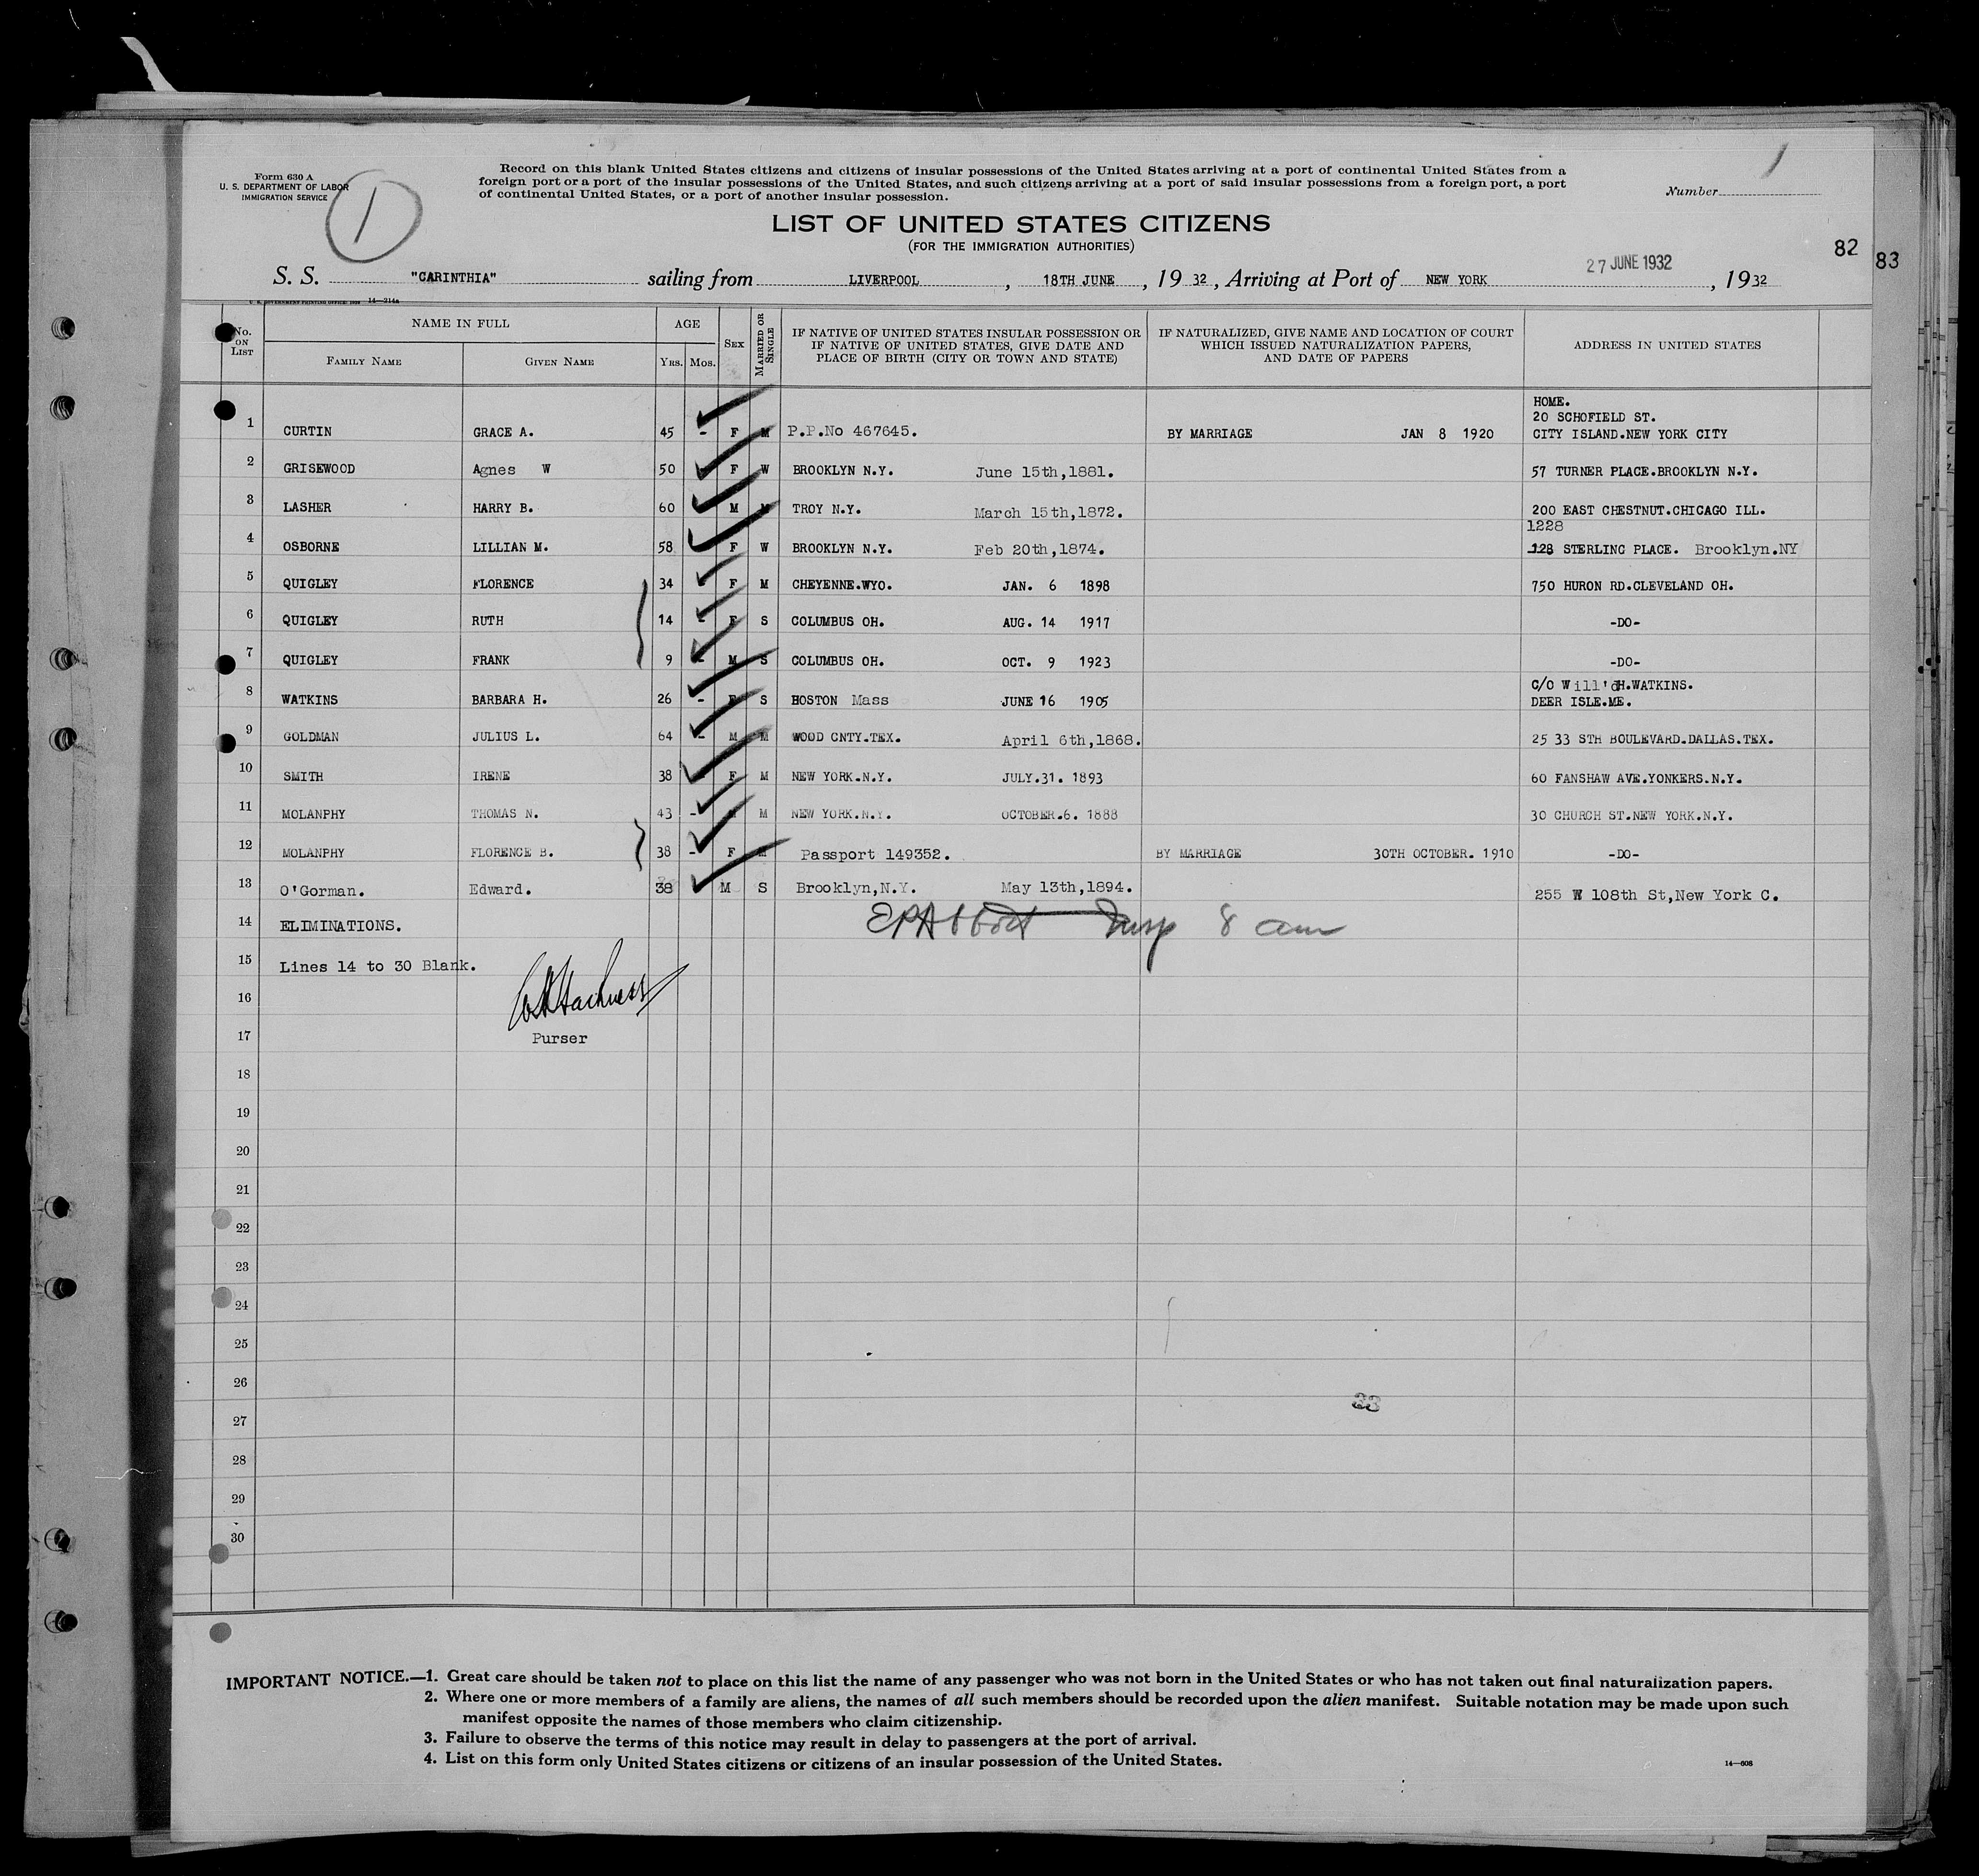 Form 630 A
U. S. DEPARTMENT OF LABOR
IMMIGRATION SERVICE
1
Record on this blank United States citizens and citizens of insular possessions of the United States arriving at a port of continental United States from a
foreign port or a port of the insular possessions of the United States, and such citizens arriving at a port of said insular possessions from a foreign port, a port
of continental United States, or a port of another insular possession.
Number 1
LIST OF UNITED STATES CITIZENS
(FOR THE IMMIGRATION AUTHORITIES)
82
83
S. S. "CARINTHIA" sailing from LIVERPOOL, 18TH JUNE, 19 32, Arriving at Port of NEW YORK 27 JUNE 1932, 19 32
14—214a
No. ON LIST
NAME IN FULL
FAMILY NAME
GIVEN NAME
AGE
YRS. MOS.
SEX
MARRIED OR SINGLE
IF NATIVE OF UNITED STATES INSULAR POSSESSION OR
IF NATIVE OF UNITED STATES, GIVE DATE AND
PLACE OF BIRTH (CITY OR TOWN AND STATE)
IF NATURALIZED, GIVE NAME AND LOCATION OF COURT
WHICH ISSUED NATURALIZATION PAPERS,
AND DATE OF PAPERS
ADDRESS IN UNITED STATES
HOME.
20 SCHOFIELD ST.
1 CURTIN GRACE A. 45 - F M P.P.No 467645. BY MARRIAGE JAN 8 1920 CITY ISLAND.NEW YORK CITY
2 GRISEWOOD Agnes W 50 F W BROOKLYN N.Y. June 15th,1881. 57 TURNER PLACE.BROOKLYN N.Y.
3 LASHER HARRY B. 60 M M TROY N.Y. March 15th,1872. 200 EAST CHESTNUT.CHICAGO ILL.
1228
4 OSBORNE LILLIAN M. 58 F W BROOKLYN N.Y. Feb 20th,1874. 128 STERLING PLACE. Brooklyn.NY
5 QUIGLEY FLORENCE 34 - F M CHEYENNE.WYO. JAN. 6 1898 750 HURON RD.CLEVELAND OH.
6 QUIGLEY RUTH 14 - F S COLUMBUS OH. AUG. 14 1917 -DO-
7 QUIGLEY FRANK 9 - M S COLUMBUS OH. OCT. 9 1923 -DO-
C/O Will'd H.WATKINS.
8 WATKINS BARBARA H. 26 - F S BOSTON Mass JUNE 16 1905 DEER ISLE.ME.
9 GOLDMAN JULIUS L. 64 - M M WOOD CNTY.TEX. April 6th,1868. 25 33 STH BOULEVARD.DALLAS.TEX.
10 SMITH IRENE 38 - F M NEW YORK.N.Y. JULY.31. 1893 60 FANSHAW AVE.YONKERS.N.Y.
11 MOLANPHY THOMAS N. 43 - M M NEW YORK.N.Y. OCTOBER.6. 1888 30 CHURCH ST.NEW YORK.N.Y.
12 MOLANPHY FLORENCE B. 38 - F M Passport 149352. BY MARRIAGE 30TH OCTOBER. 1910 -DO-
13 O'Gorman. Edward. 38 M S Brooklyn,N.Y. May 13th,1894. 255 W 108th St,New York C.
14 ELIMINATIONS. EPAbbott Insp 8 am
15 Lines 14 to 30 Blank.
16
17 Purser
18
19
20
21
22
23
24
25
26
27
28
29
30
IMPORTANT NOTICE.—1. Great care should be taken not to place on this list the name of any passenger who was not born in the United States or who has not taken out final naturalization papers.
2. Where one or more members of a family are aliens, the names of all such members should be recorded upon the alien manifest. Suitable notation may be made upon such
manifest opposite the names of those members who claim citizenship.
3. Failure to observe the terms of this notice may result in delay to passengers at the port of arrival.
4. List on this form only United States citizens or citizens of an insular possession of the United States.
14—608